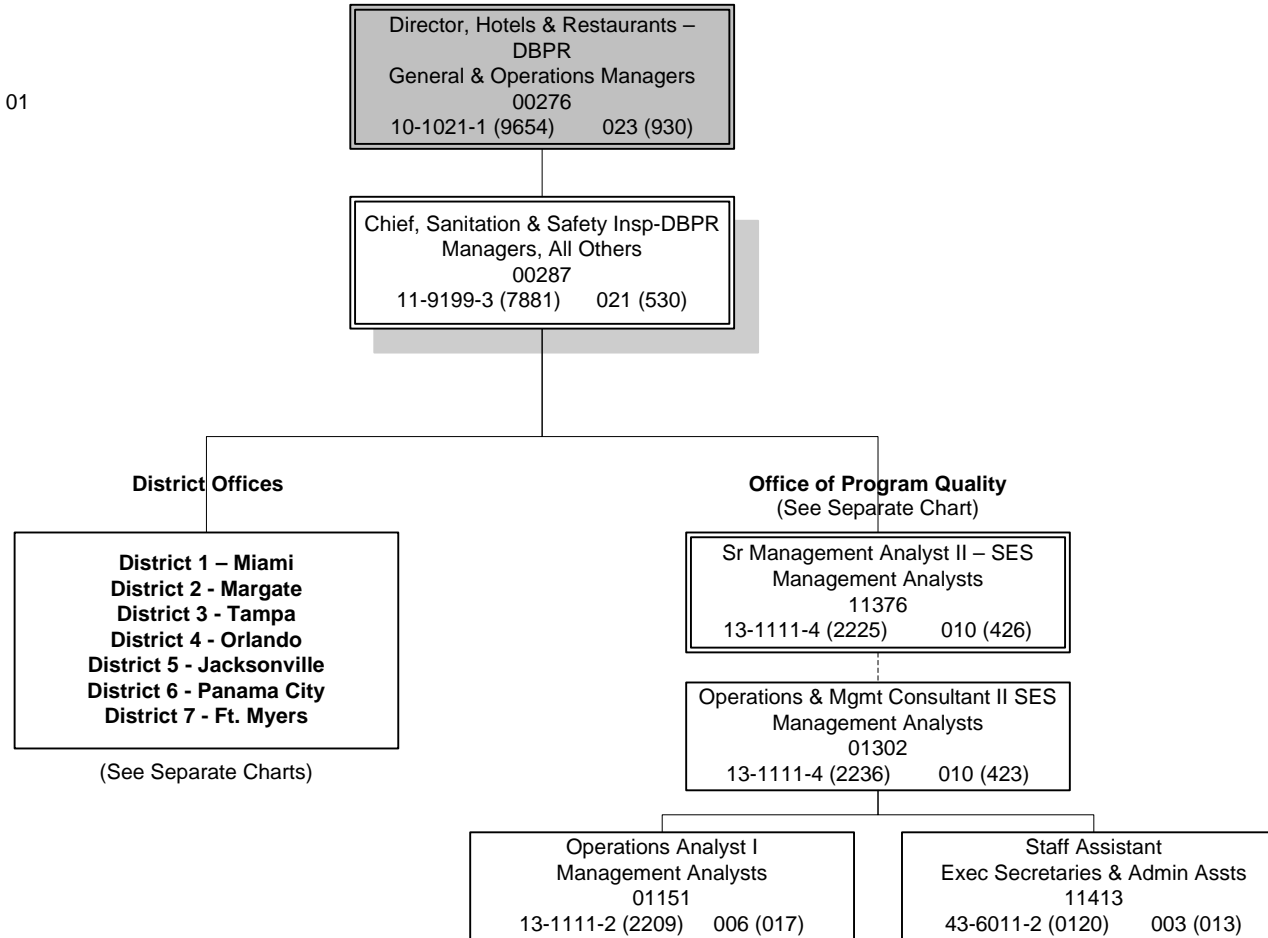 Director, Hotels & Restaurants –
DBPR
General & Operations Managers
00276
10-1021-1 (9654) 023 (930)
01
Chief, Sanitation & Safety Insp-DBPR
Managers, All Others
00287
11-9199-3 (7881) 021 (530)
District Offices
District 1 – Miami
District 2 - Margate
District 3 - Tampa
District 4 - Orlando
District 5 - Jacksonville
District 6 - Panama City
District 7 - Ft. Myers
(See Separate Charts)
Office of Program Quality
(See Separate Chart)
Sr Management Analyst II – SES
Management Analysts
11376
13-1111-4 (2225) 010 (426)
Operations & Mgmt Consultant II SES
Management Analysts
01302
13-1111-4 (2236) 010 (423)
Operations Analyst I
Management Analysts
01151
13-1111-2 (2209) 006 (017)
Staff Assistant
Exec Secretaries & Admin Assts
11413
43-6011-2 (0120) 003 (013)